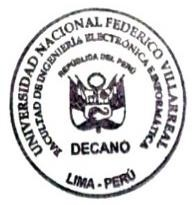 UNIVERSIDAD NACIONAL FEDERICO VILLARREAL
FACULTAD DE INGENIERÍA ELECTRÓNICA E INFORMÁTICA
REPÚBLICA DEL PERÚ
DECANO
LIMA - PERÚ